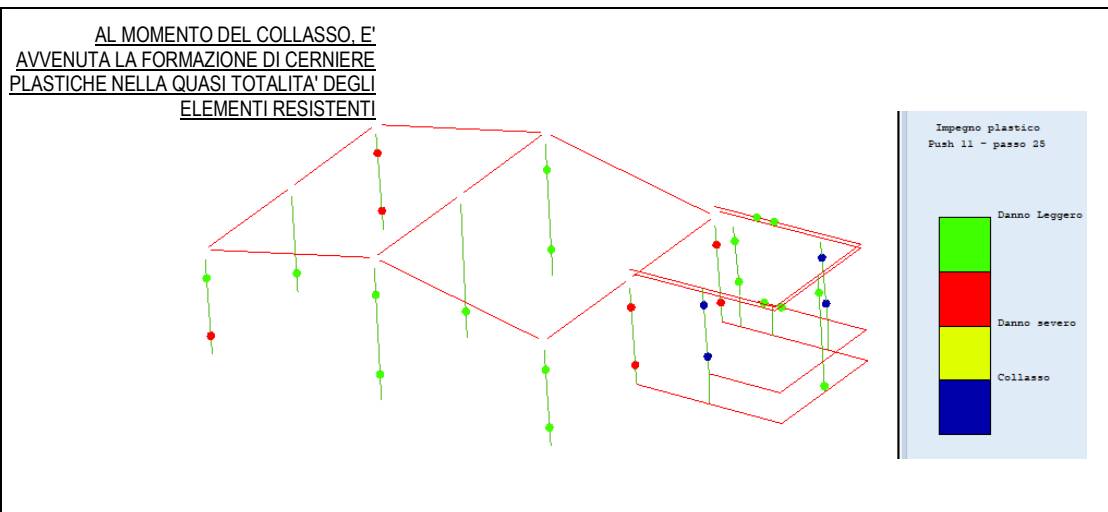 AL MOMENTO DEL COLLASSO, E'
AVVENUTA LA FORMAZIONE DI CERNIERE
PLASTICHE NELLA QUASI TOTALITA' DEGLI
ELEMENTI RESISTENTI
Impegno plastico
Push 11 - passo 25
Danno Leggero
Danno severo
Collasso